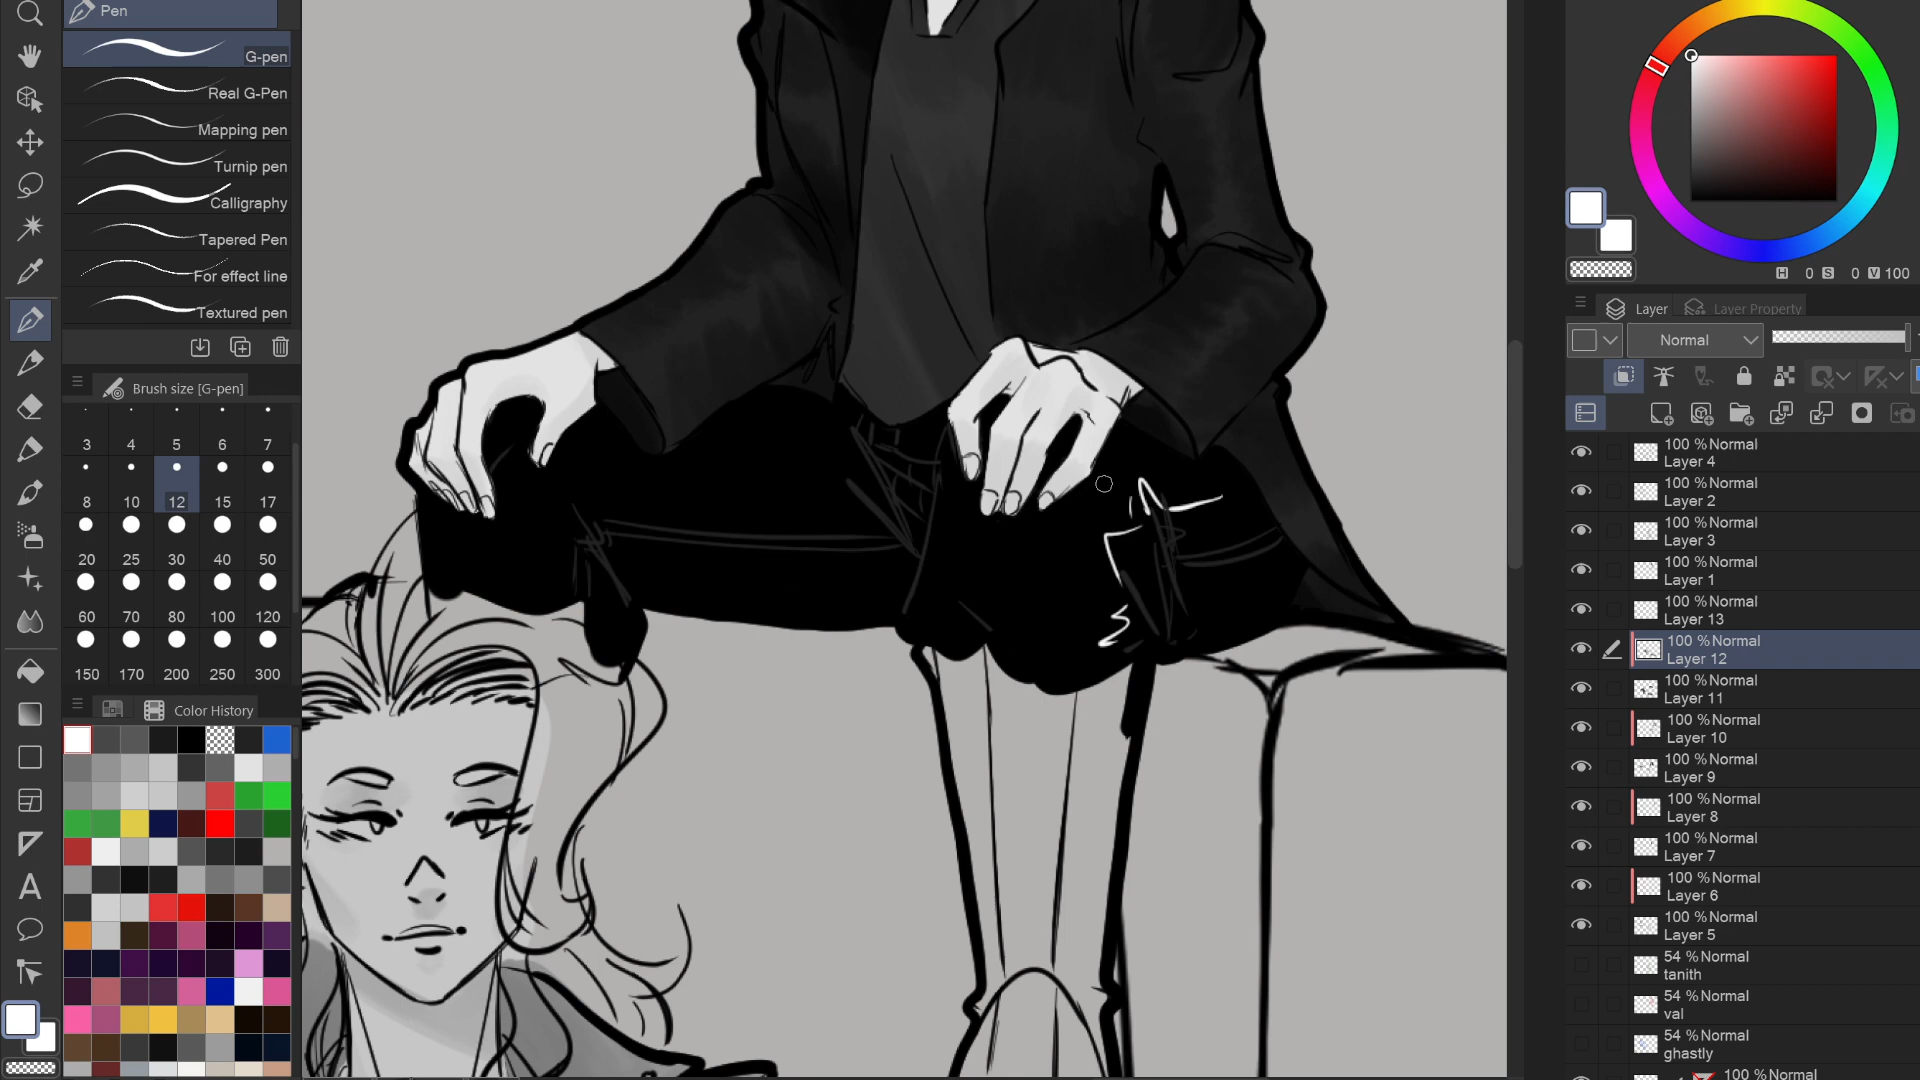 Pen
G-pen
Real G-Pen
Mapping pen
Turnip pen
Calligraphy
Tapered Pen
For effect line
Textured pen
Brush size [G-pen]
3 4 5 6 7
8 10 12 15 17
20 25 30 40 50
60 70 80 100 120
150 170 200 250 300
Color History
H 0 S 0 V 100
Layer Layer Property
Normal
100 %Normal
Layer 4
100 %Normal
Layer 2
100 %Normal
Layer 3
100 %Normal
Layer 1
100 %Normal
Layer 13
100 %Normal
Layer 12
100 %Normal
Layer 11
100 %Normal
Layer 10
100 %Normal
Layer 9
100 %Normal
Layer 8
100 %Normal
Layer 7
100 %Normal
Layer 6
100 %Normal
Layer 5
54 %Normal
tanith
54 %Normal
val
54 %Normal
ghastly
100 %Normal